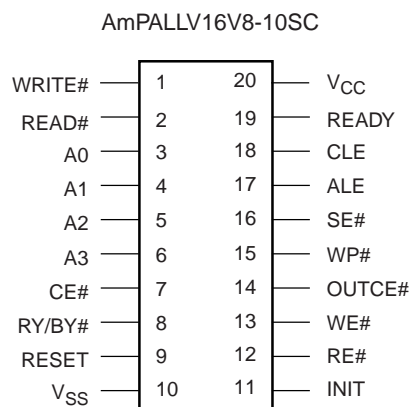 AmPALLV16V8-10SC
WRITE# 1 20 VCC
READ# 2 19 READY
A0 3 18 CLE
A1 4 17 ALE
A2 5 16 SE#
A3 6 15 WP#
CE# 7 14 OUTCE#
RY/BY# 8 13 WE#
RESET 9 12 RE#
VSS 10 11 INIT